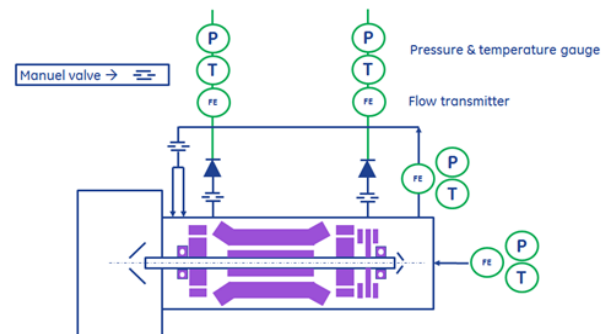 P
P
Pressure & temperature gauge
Manuel valve →
T
T
FE
FE
Flow transmitter
P
FE
T
P
FE
T